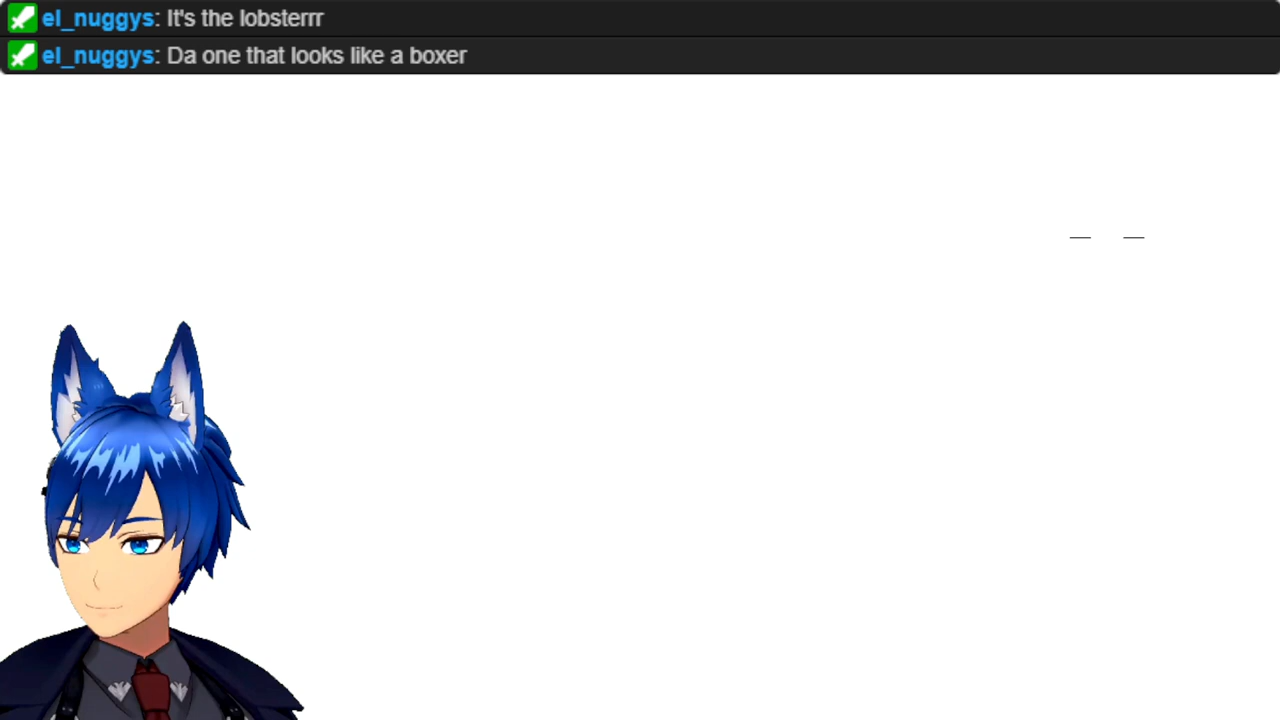 el_nuggys: It's the lobsterrr
el_nuggys: Da one that looks like a boxer